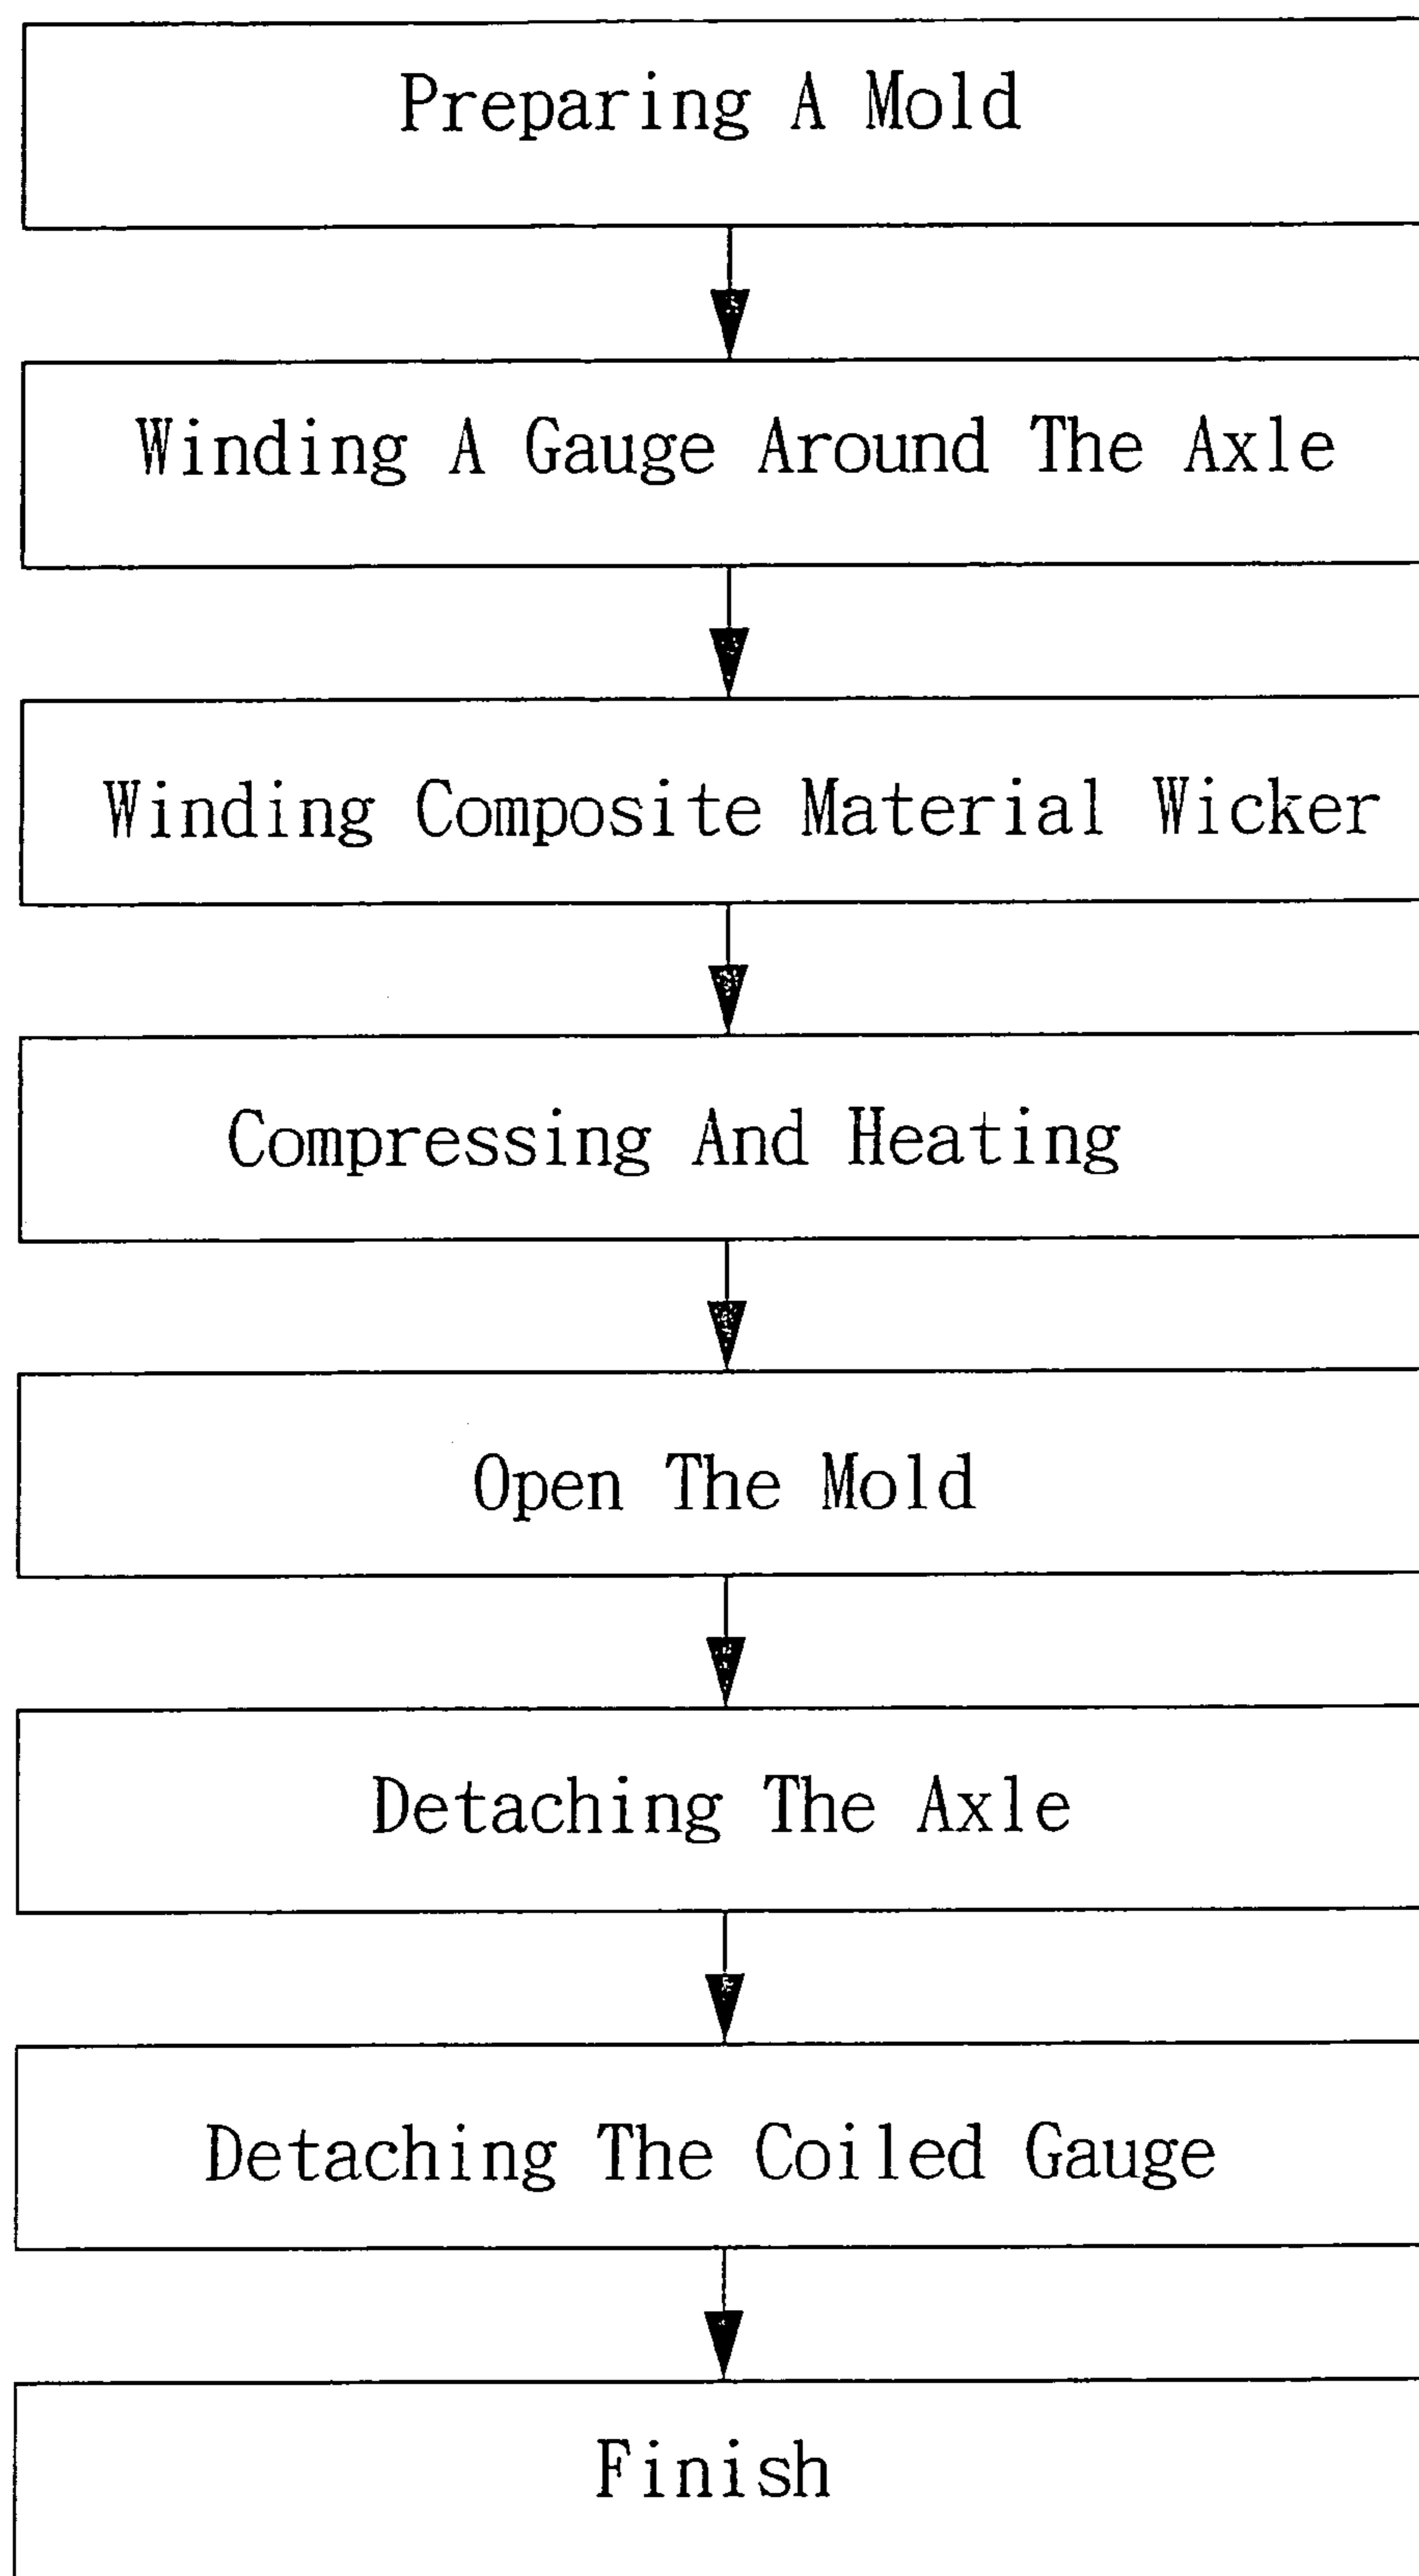 Preparing A Mold
Winding A Gauge Around The Axle
Winding Composite Material Wicker
Compressing And Heating
Open The Mold
Detaching The Axle
Detaching The Coiled Gauge
Finish